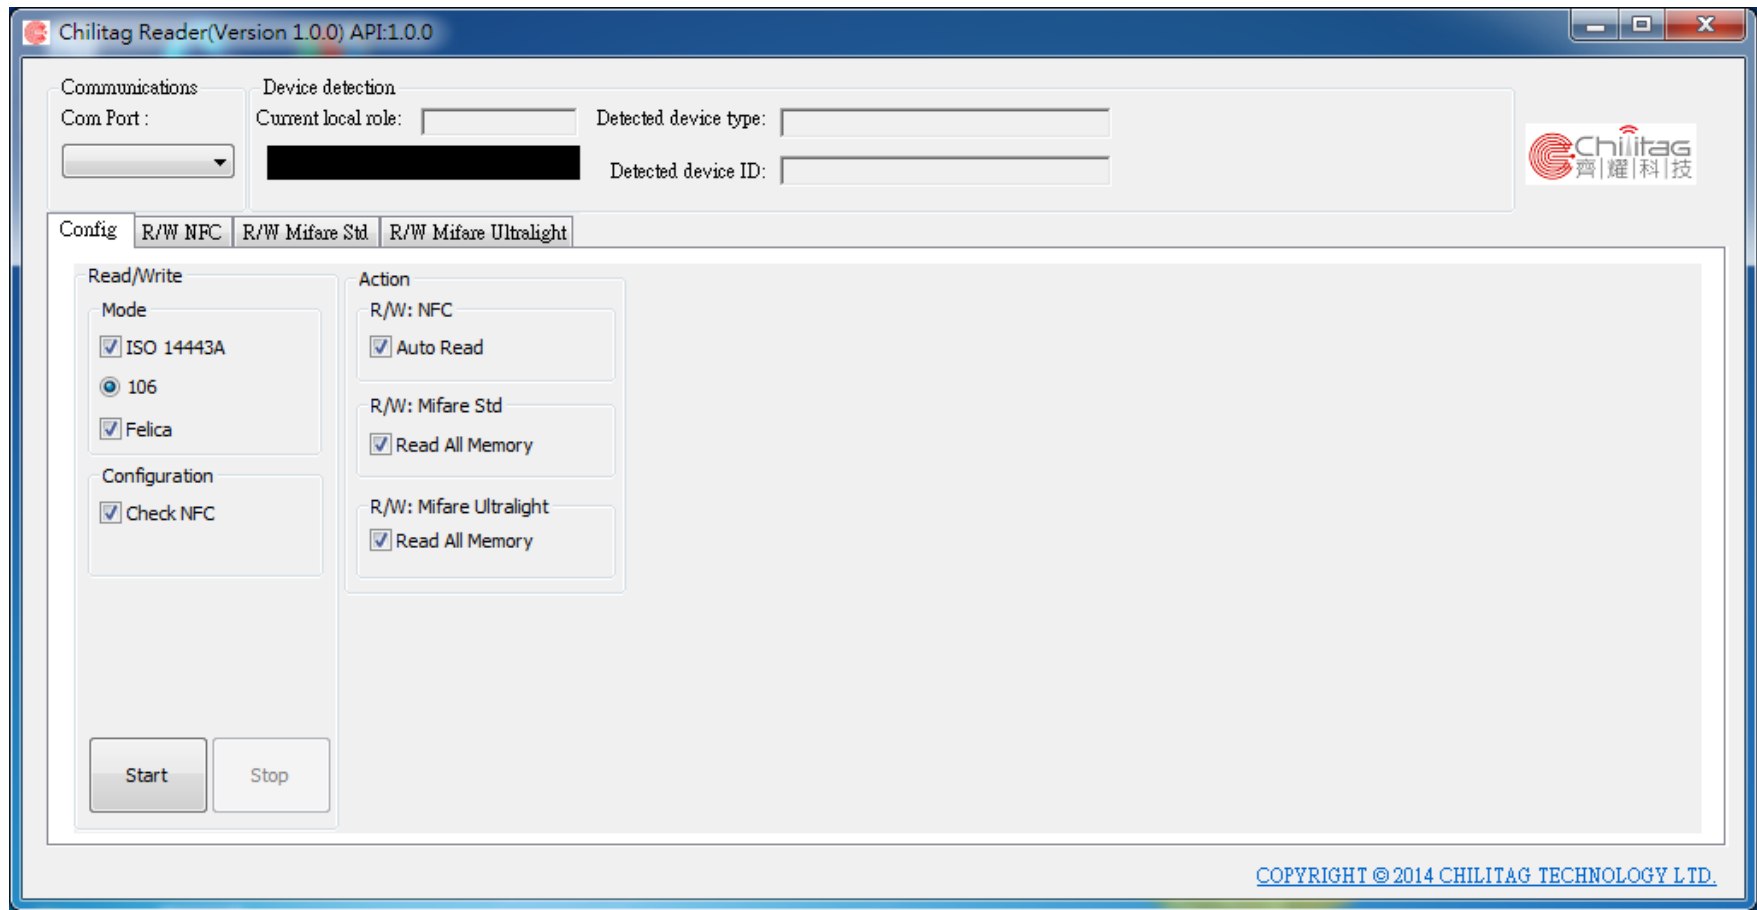 Chilitag Reader(Version 1.0.0) API:1.0.0
Communications
Com Port :
Device detection
Current local role:
Detected device type:
Detected device ID:
Chilitag
齊|耀|科|技
Config
R/W NFC
R/W Mifare Std
R/W Mifare Ultralight
Read/Write
Mode
ISO 14443A
106
Felica
Configuration
Check NFC
Start
Stop
Action
R/W: NFC
Auto Read
R/W: Mifare Std
Read All Memory
R/W: Mifare Ultralight
Read All Memory
COPYRIGHT © 2014 CHILITAG TECHNOLOGY LTD.